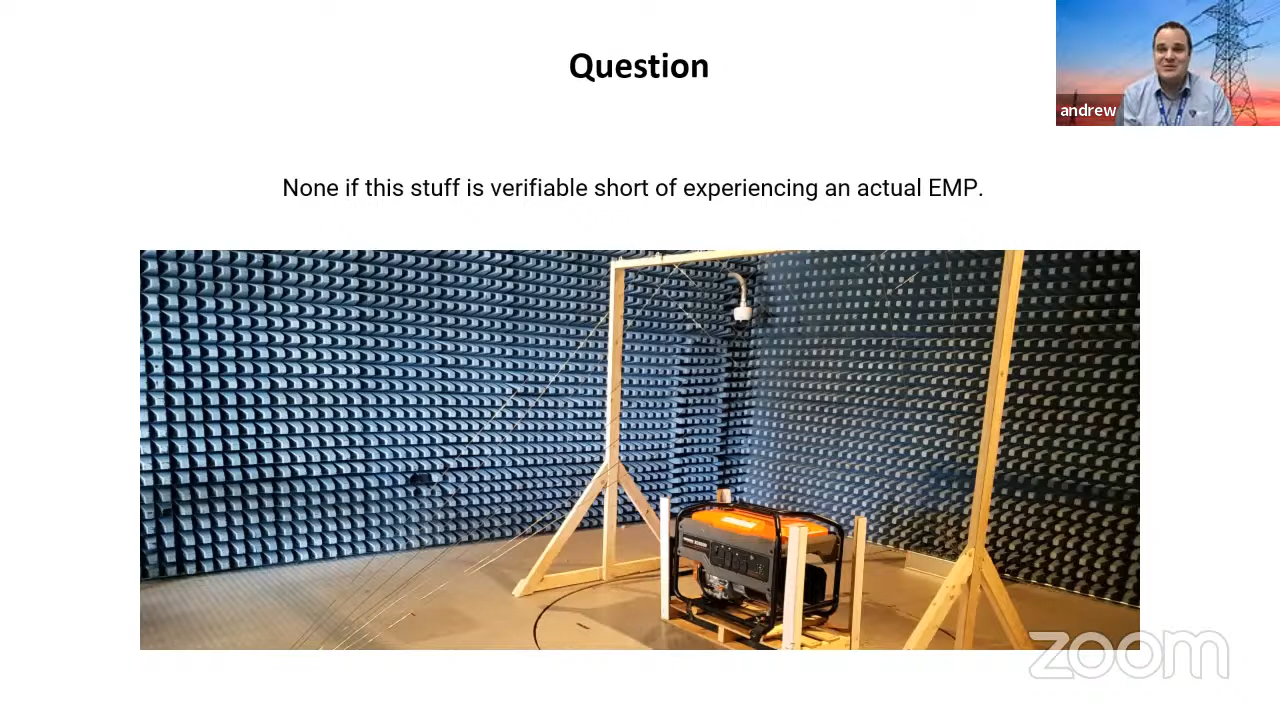 Question
andrew
None if this stuff is verifiable short of experiencing an actual EMP.
zoom